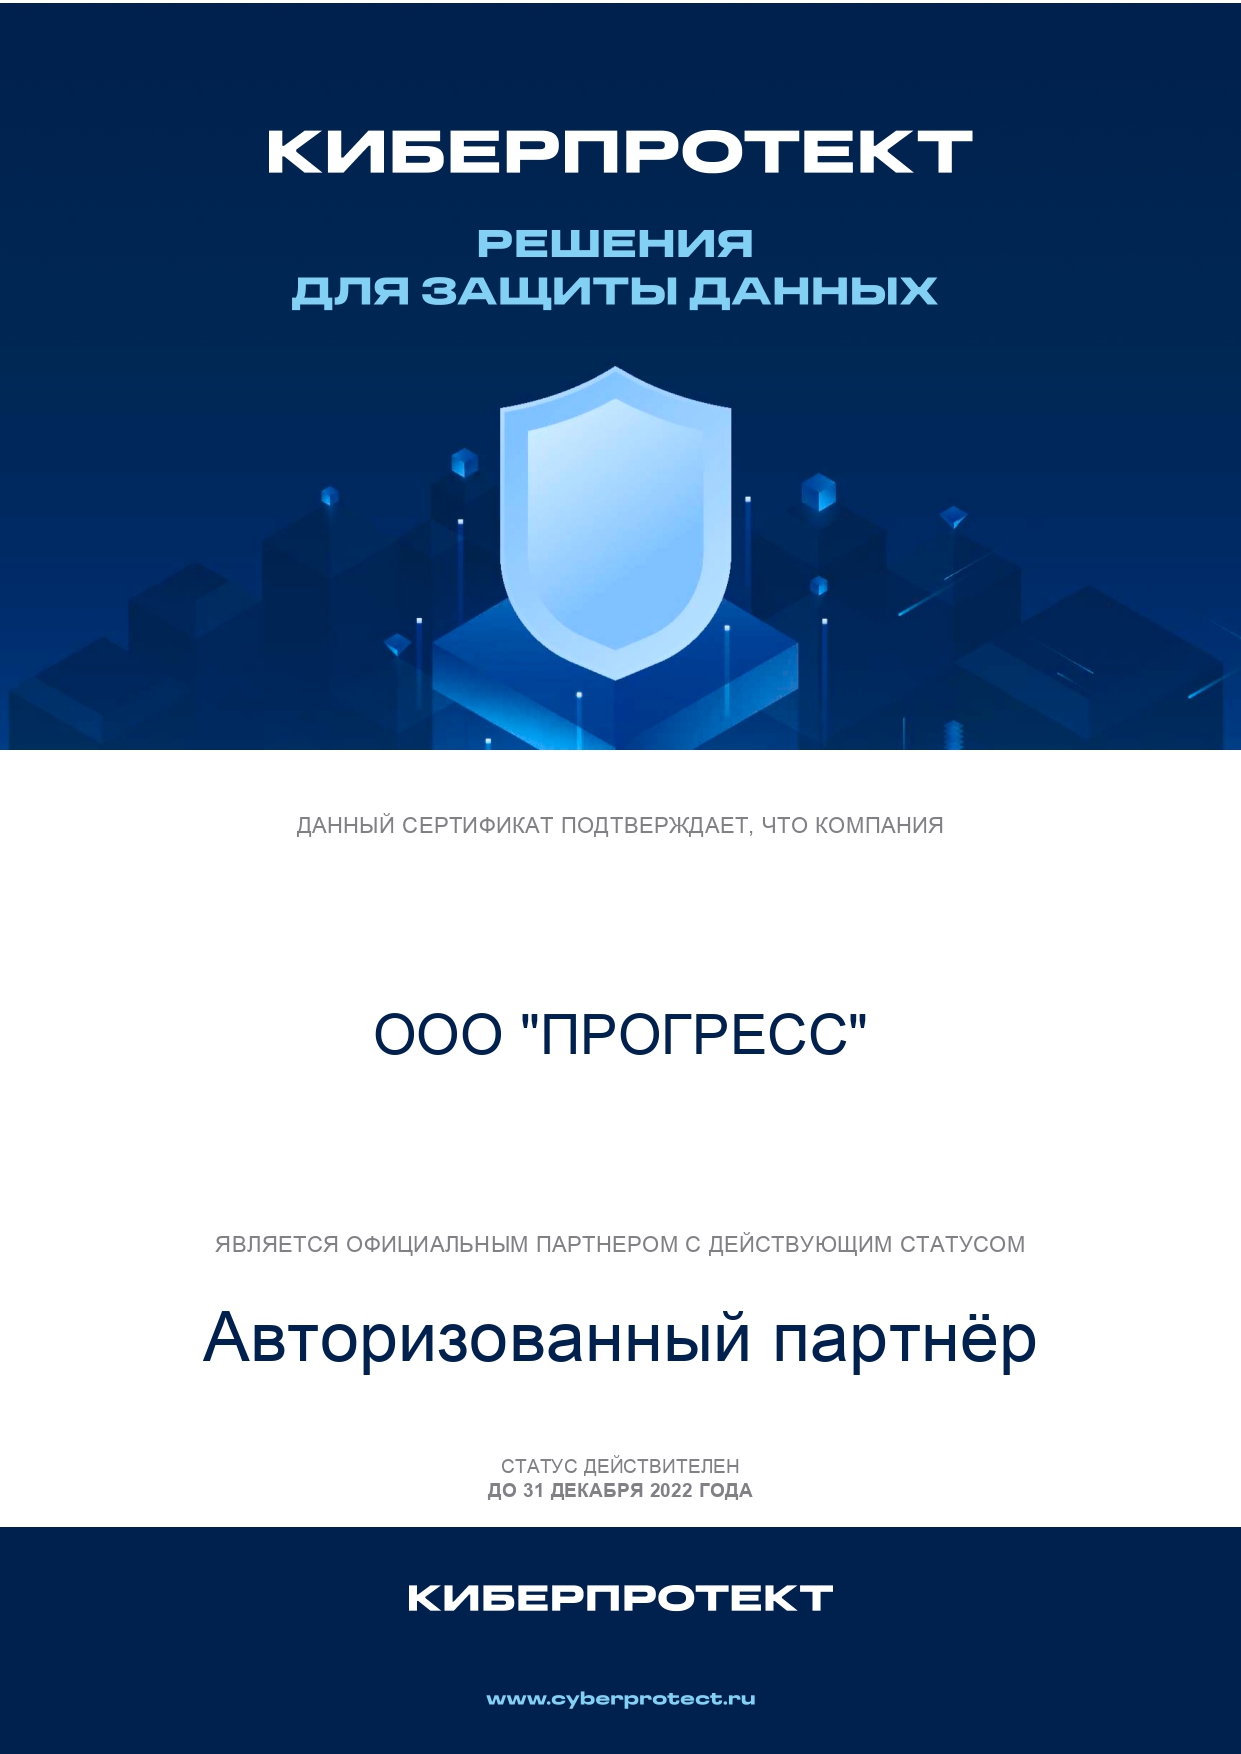 КИБЕРПРОТЕКТ
РЕШЕНИЯ
ДЛЯ ЗАЩИТЫ ДАННЫХ
ДАННЫЙ СЕРТИФИКАТ ПОДТВЕРЖДАЕТ, ЧТО КОМПАНИЯ
ООО "ПРОГРЕСС"
ЯВЛЯЕТСЯ ОФИЦИАЛЬНЫМ ПАРТНЕРОМ С ДЕЙСТВУЮЩИМ СТАТУСОМ
Авторизованный партнёр
СТАТУС ДЕЙСТВИТЕЛЕН
ДО 31 ДЕКАБРЯ 2022 ГОДА
КИБЕРПРОТЕКТ
www.cyberprotect.ru